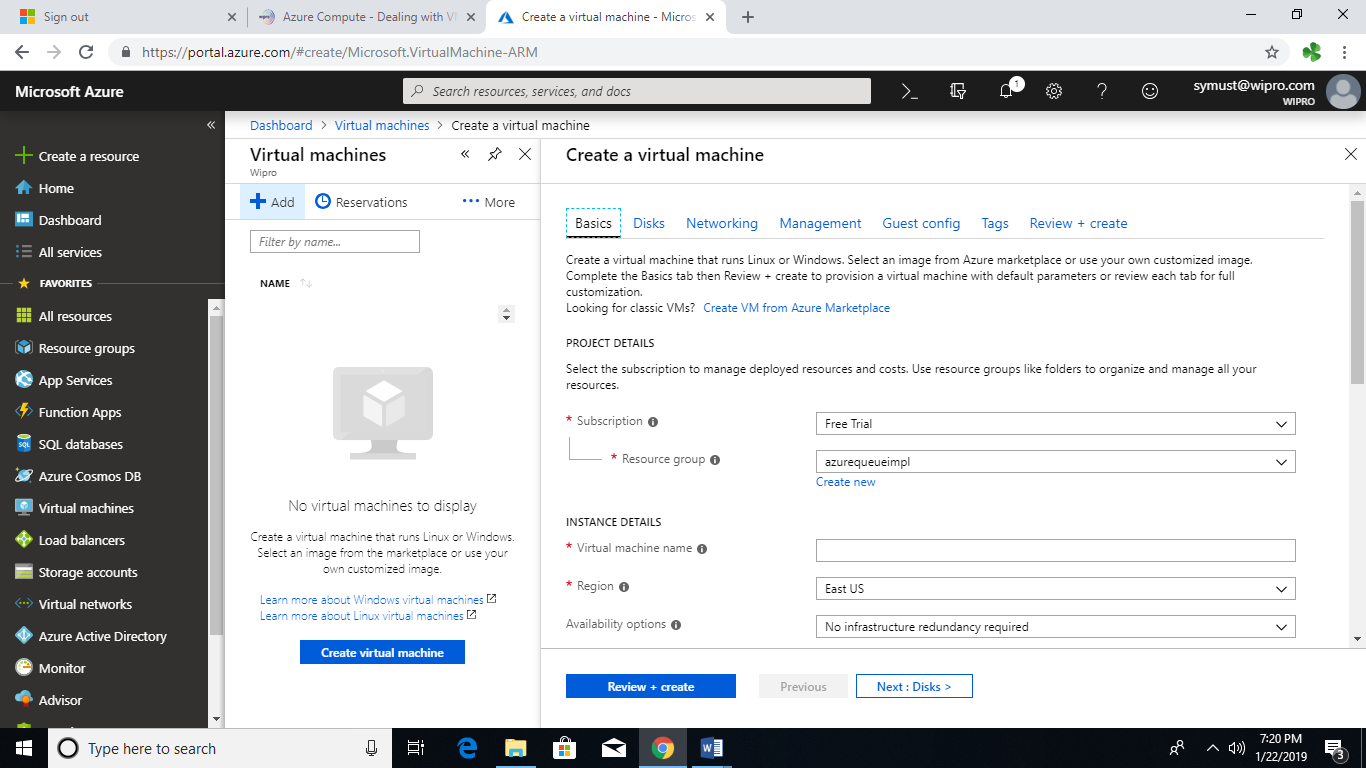 Sign out
Azure Compute - Dealing with V
Create a virtual machine - Micros
https://portal.azure.com/#create/Microsoft.VirtualMachine-ARM
Microsoft Azure
Search resources, services, and docs
1
symust@wipro.com
WIPRO
Create a resource
Home
Dashboard
All services
FAVORITES
All resources
Resource groups
App Services
Function Apps
SQL databases
Azure Cosmos DB
Virtual machines
Load balancers
Storage accounts
Virtual networks
Azure Active Directory
Monitor
Advisor
Dashboard > Virtual machines > Create a virtual machine
Virtual machines
Wipro
Add Reservations More
Filter by name...
NAME
No virtual machines to display
Create a virtual machine that runs Linux or Windows.
Select an image from the marketplace or use your
own customized image.
Learn more about Windows virtual machines
Learn more about Linux virtual machines
Create virtual machine
Create a virtual machine
Basics Disks Networking Management Guest config Tags Review + create
Create a virtual machine that runs Linux or Windows. Select an image from Azure marketplace or use your own customized image.
Complete the Basics tab then Review + create to provision a virtual machine with default parameters or review each tab for full
customization.
Looking for classic VMs? Create VM from Azure Marketplace
PROJECT DETAILS
Select the subscription to manage deployed resources and costs. Use resource groups like folders to organize and manage all your
resources.
* Subscription Free Trial
* Resource group azurequeueimpl
Create new
INSTANCE DETAILS
* Virtual machine name
* Region East US
Availability options No infrastructure redundancy required
Review + create Previous Next : Disks >
Type here to search
7:20 PM
1/22/2019
3